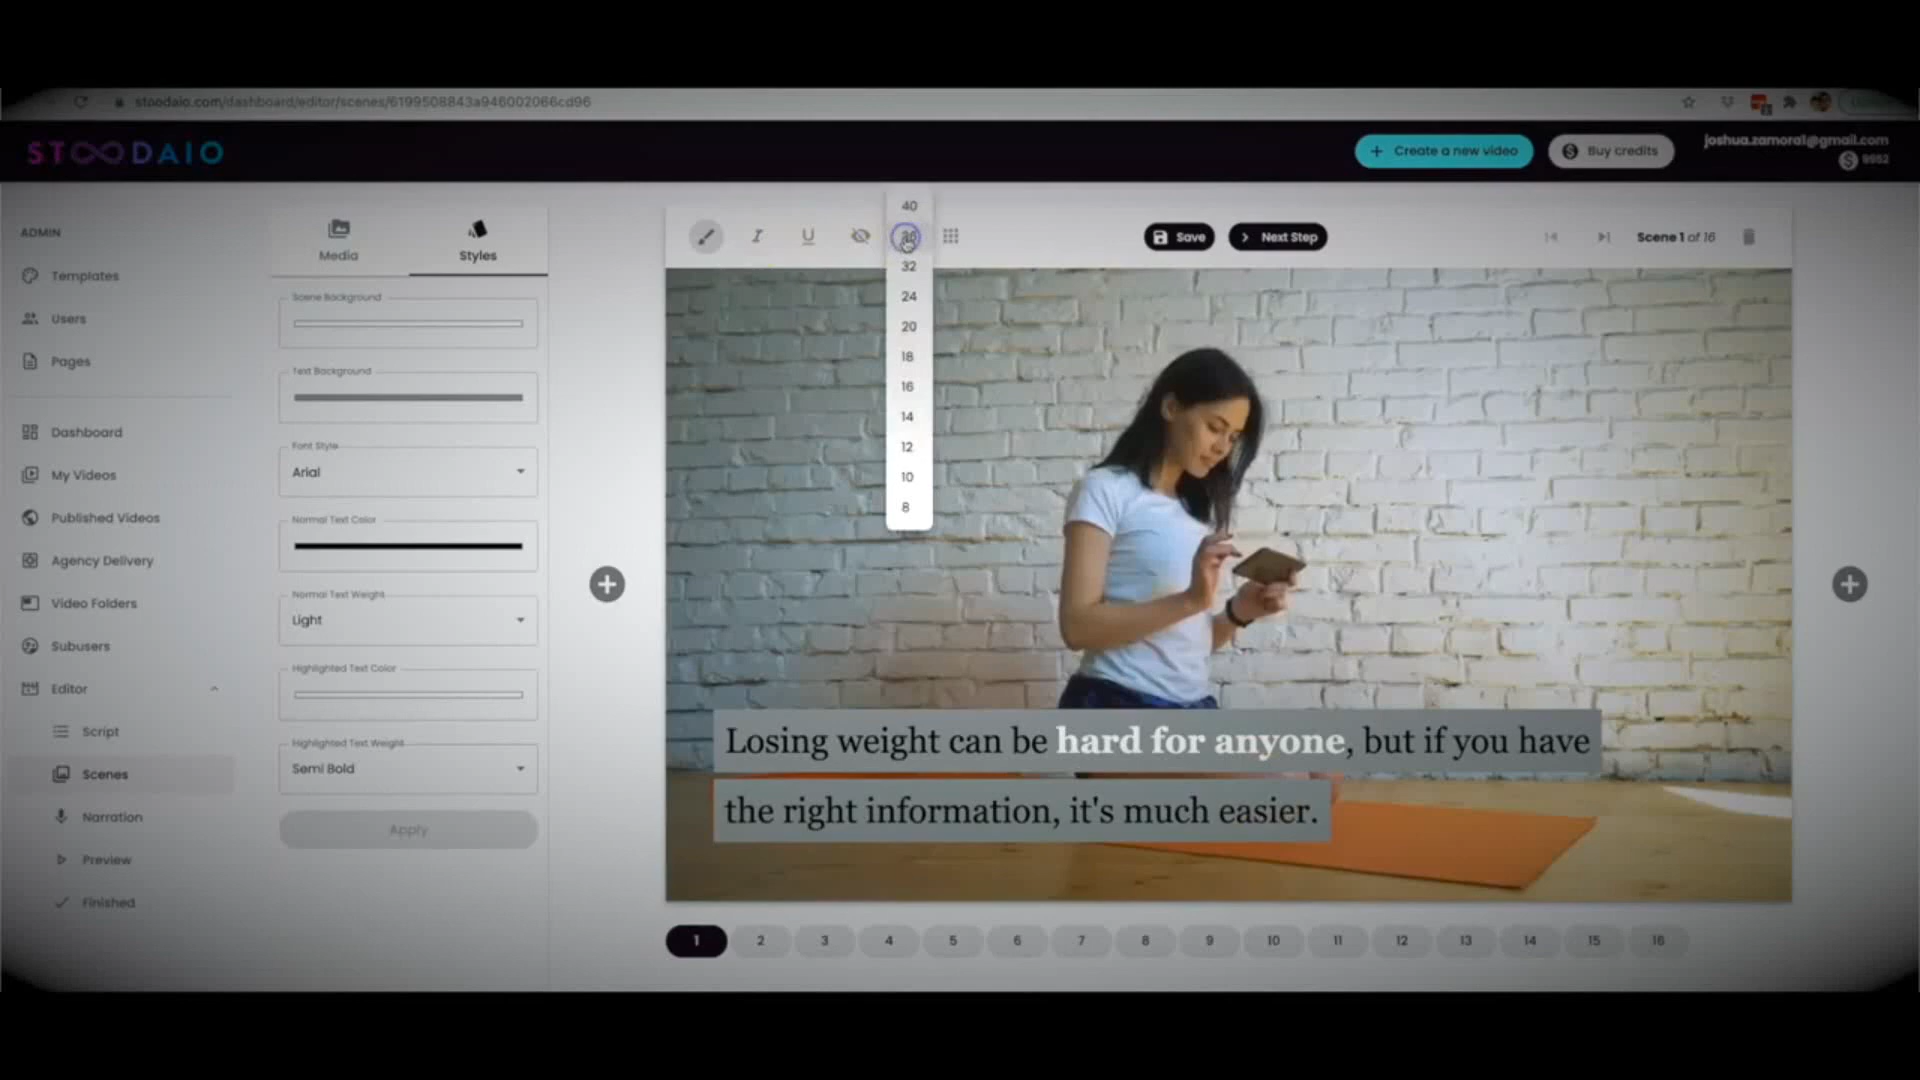 stoodaio.com/dashboard/editor/scenes/6199508843a946002066cd96
STOODAIO
+ Create a new video
Buy credits
joshua.zamora1@gmail.com
9952
ADMIN
Templates
Users
Pages
Dashboard
My Videos
Published Videos
Agency Delivery
Video Folders
Subusers
Editor
Script
Scenes
Narration
Preview
Finished
Media
Styles
Scene Background
Text Background
Font Style
Arial
Normal Text Color
Normal Text Weight
Light
Highlighted Text Color
Highlighted Text Weight
Semi Bold
Apply
I
U
40
36
32
24
20
18
16
14
12
10
8
Save
Next Step
Scene 1 of 16
Losing weight can be hard for anyone, but if you have
the right information, it's much easier.
1 2 3 4 5 6 7 8 9 10 11 12 13 14 15 16